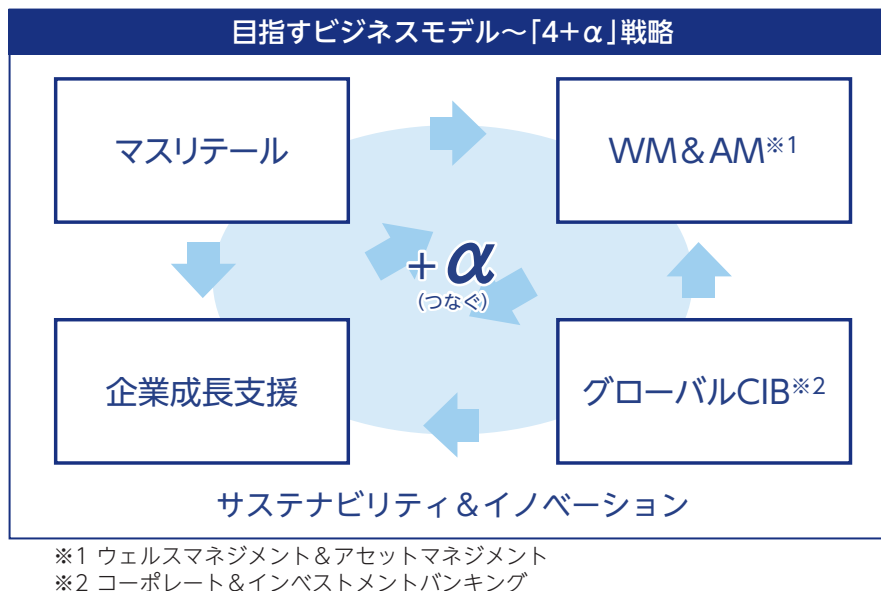 目指すビジネスモデル～「4+α」戦略
マスリテール
WM＆AM※1
+α
(つなぐ)
企業成長支援
グローバルCIB※2
サステナビリティ＆イノベーション
※1 ウェルスマネジメント＆アセットマネジメント
※2 コーポレート＆インベストメントバンキング